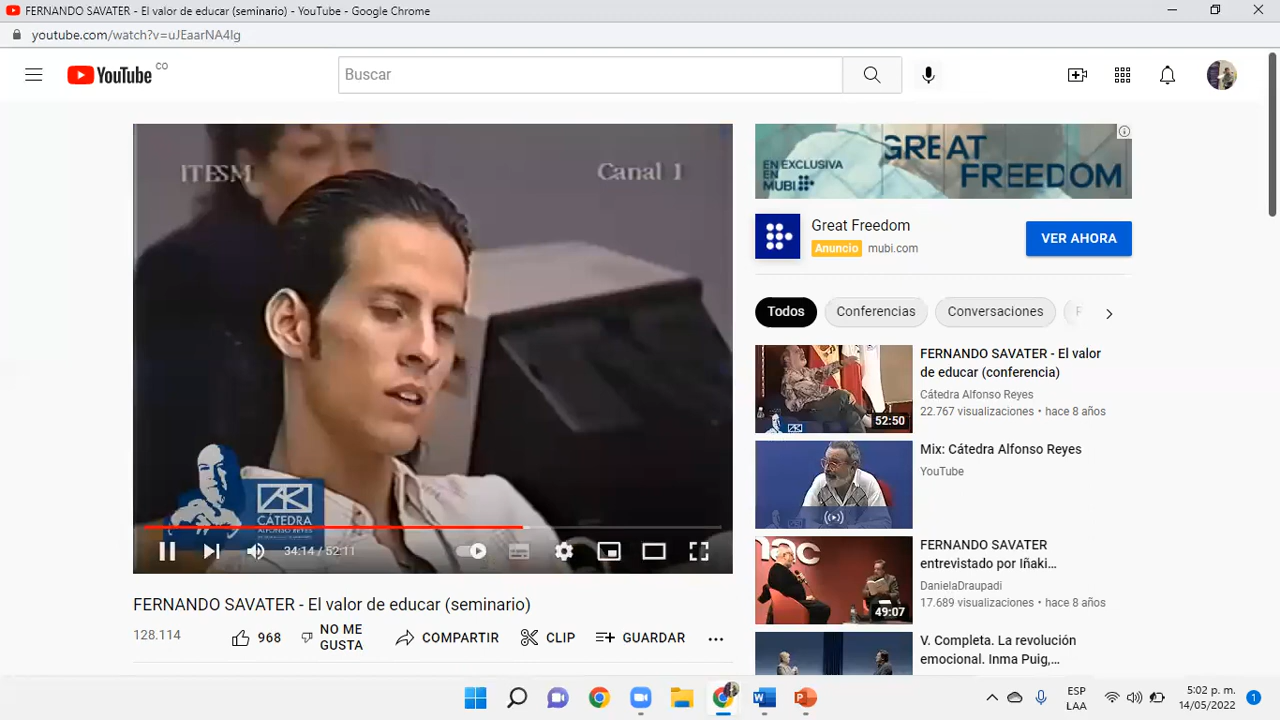 FERNANDO SAVATER - El valor de educar (seminario) - YouTube - Google Chrome
youtube.com/watch?v=uJEaarNA4lg
YouTube CO
Buscar
ITESM
Canal 1
CÁTEDRA
ALFONSO REYES
34:14 / 52:11
FERNANDO SAVATER - El valor de educar (seminario)
128.114
968
NO ME
GUSTA
COMPARTIR
CLIP
GUARDAR
EN EXCLUSIVA
EN
MUBI
GREAT
FREEDOM
Great Freedom
Anuncio mubi.com
VER AHORA
Todos
Conferencias
Conversaciones
52:50
FERNANDO SAVATER - El valor
de educar (conferencia)
Cátedra Alfonso Reyes
22.767 visualizaciones • hace 8 años
Mix: Cátedra Alfonso Reyes
YouTube
49:07
FERNANDO SAVATER
entrevistado por Iñaki...
DanielaDraupadi
17.689 visualizaciones • hace 8 años
V. Completa. La revolución
emocional. Inma Puig,...
ESP
LAA
5:02 p. m.
14/05/2022
1